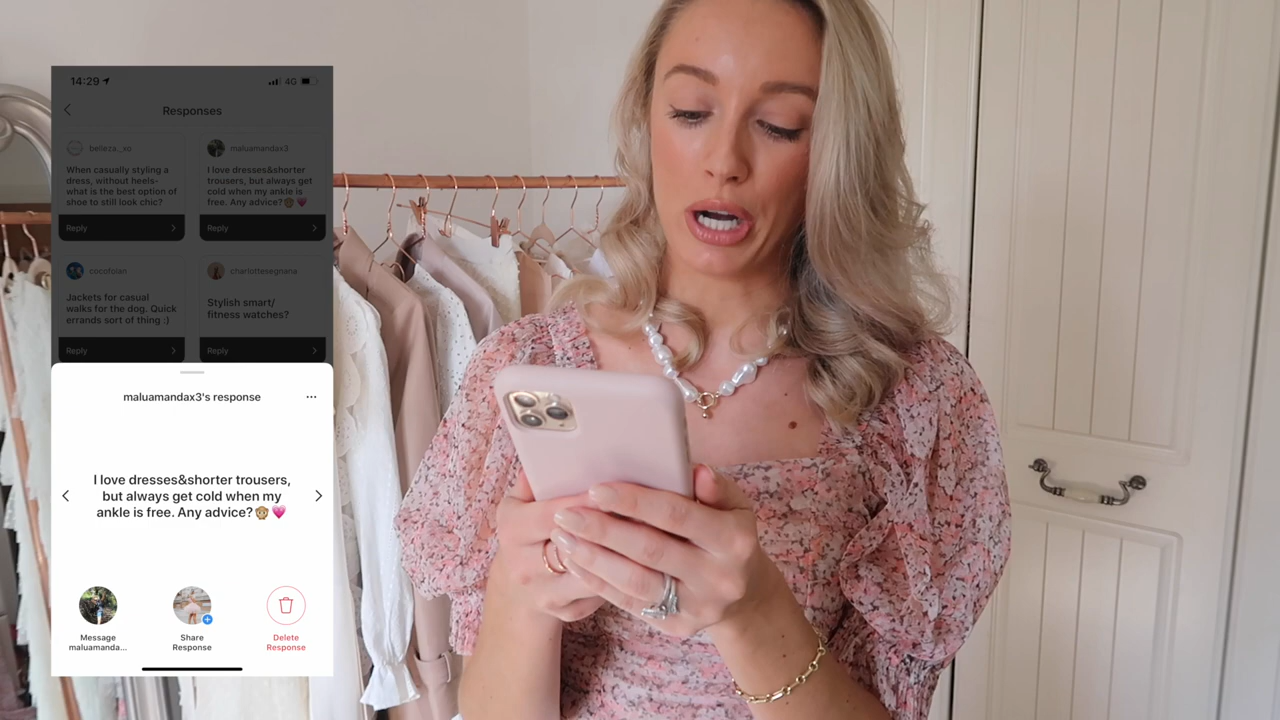 14:29
4G
Responses
belleza._so
When casually styling a
dress, without heels-
what is the best option of
shoe to still look chic?
Reply
maluamandax3
I love dresses&shorter
trousers, but always get
cold when my ankle is
free. Any advice?🙊💗
Reply
cocofolan
Jackets for casual
walks for the dog. Quick
errands sort of thing :)
Reply
charlottesegnana
Stylish smart/
fitness watches?
Reply
maluamandax3's response
I love dresses&shorter trousers,
but always get cold when my
ankle is free. Any advice?🙊💗
Message
maluamanda...
Share
Response
Delete
Response